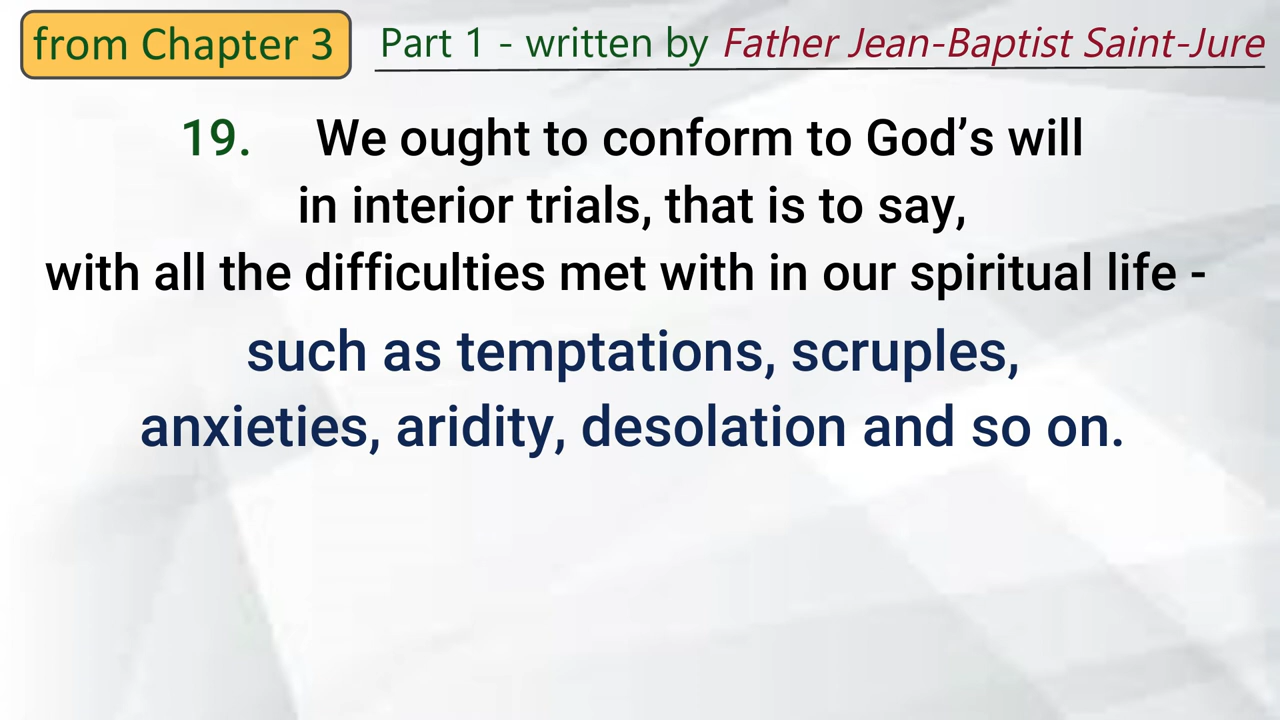 from Chapter 3 Part 1 - written by Father Jean-Baptist Saint-Jure
19. We ought to conform to God’s will
in interior trials, that is to say,
with all the difficulties met with in our spiritual life -
such as temptations, scruples,
anxieties, aridity, desolation and so on.